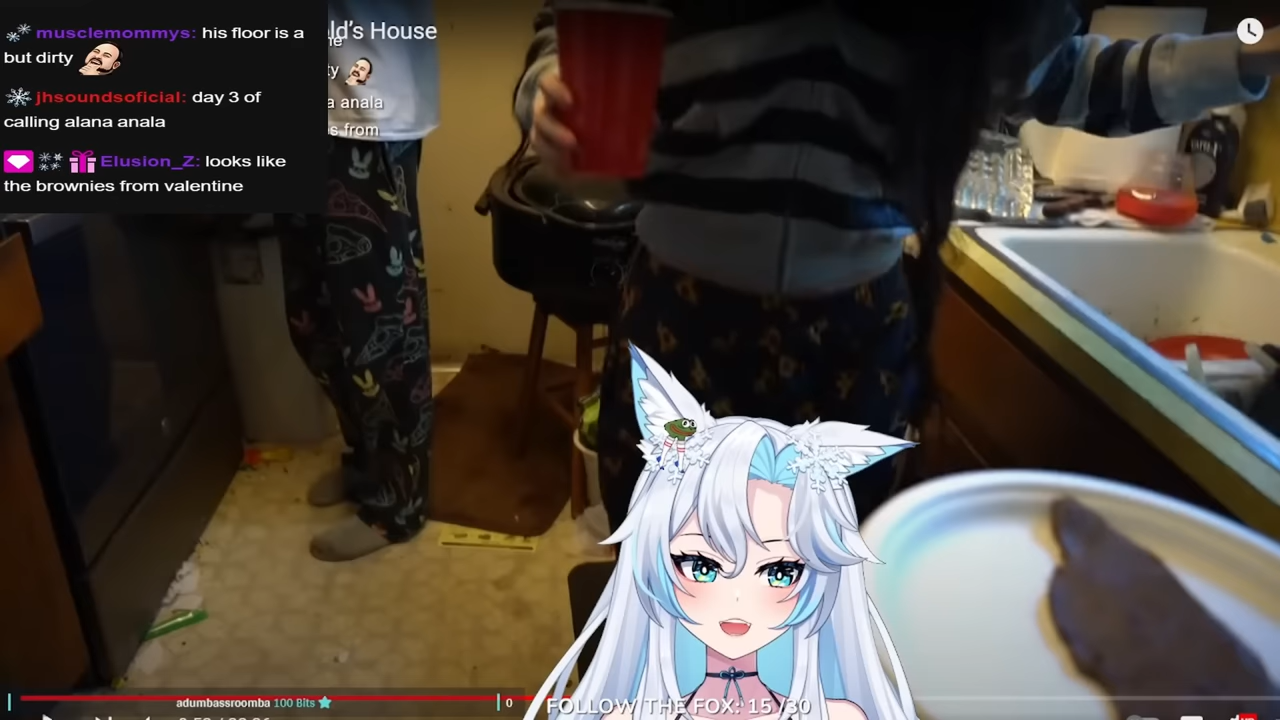 musclemommys: his floor is a
but dirty
jhsoundsoficial: day 3 of
calling alana anala
Elusion_Z: looks like
the brownies from valentine
ld's House
a anala
s from
adumbassroomba 100 Bits
0
FOLLOW THE FOX: 15 /30